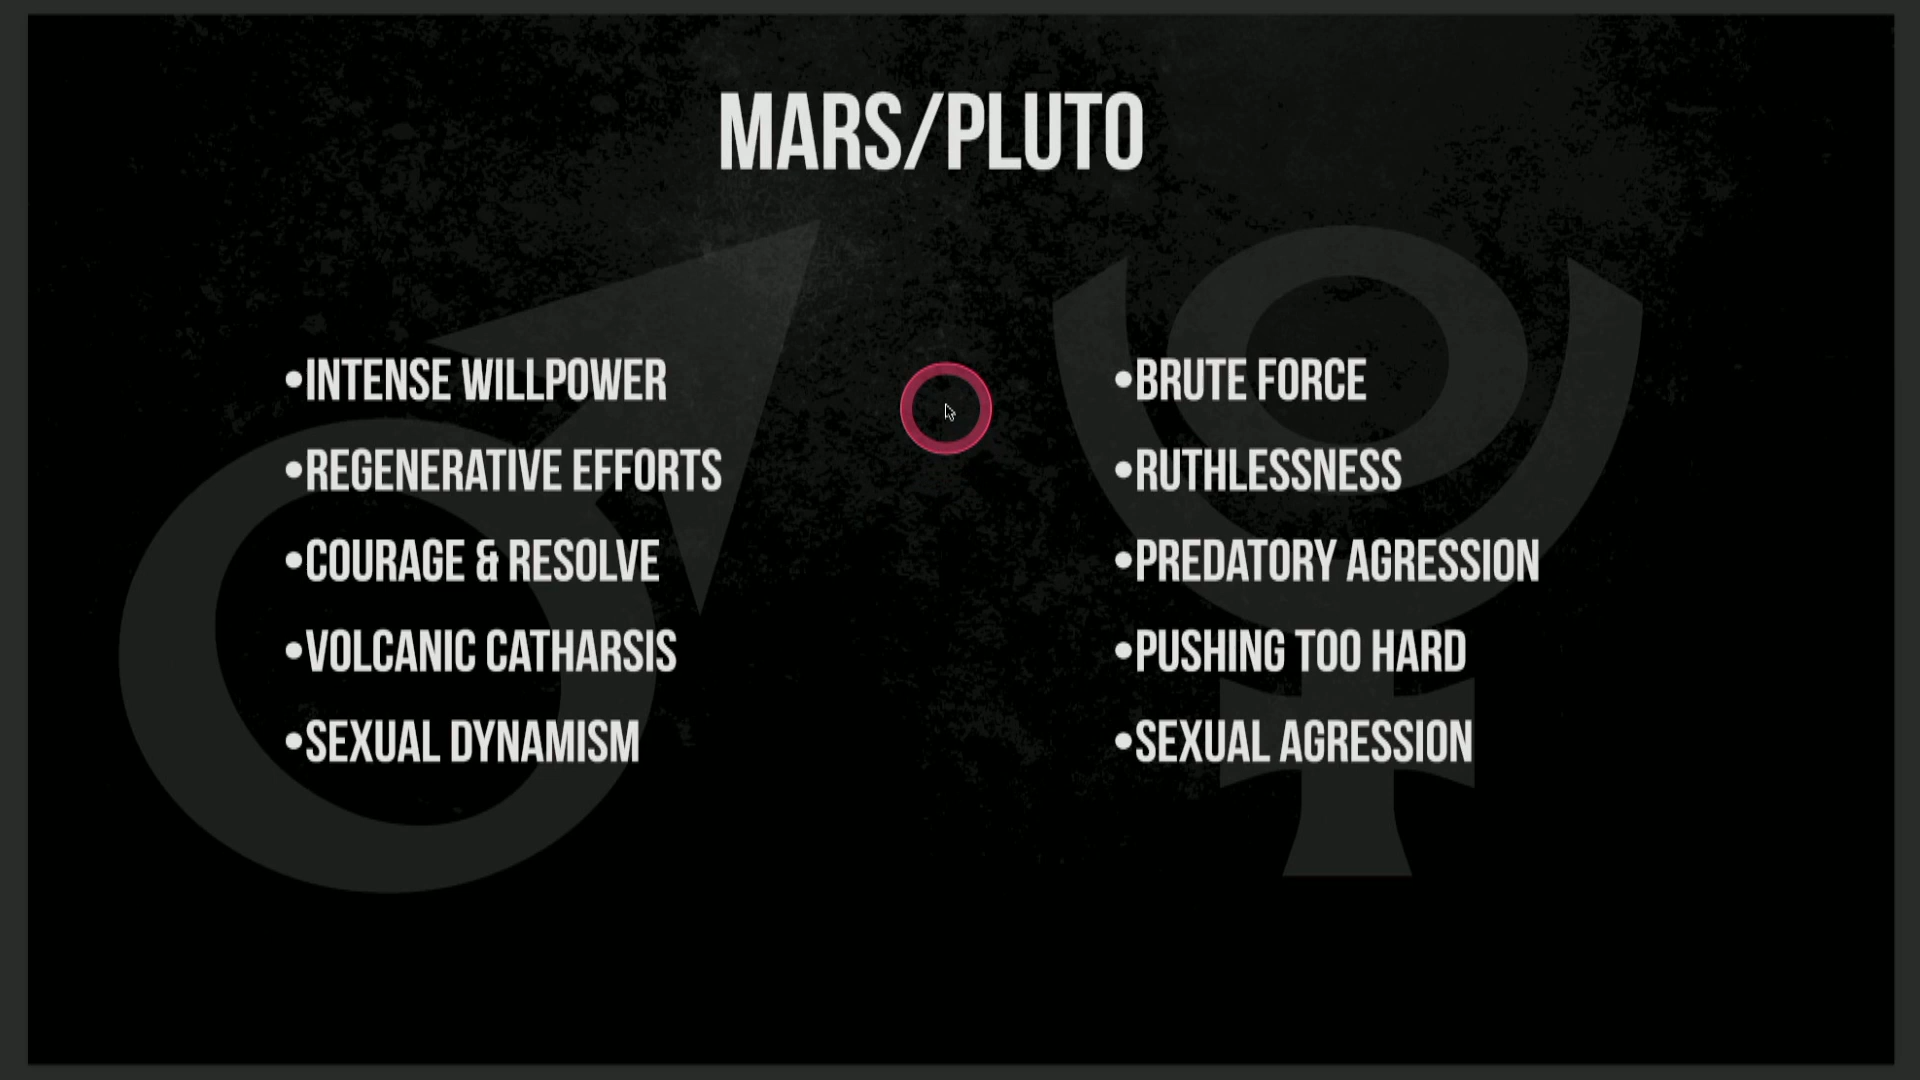 MARS/PLUTO
•INTENSE WILLPOWER
•REGENERATIVE EFFORTS
•COURAGE & RESOLVE
•VOLCANIC CATHARSIS
•SEXUAL DYNAMISM
•BRUTE FORCE
•RUTHLESSNESS
•PREDATORY AGRESSION
•PUSHING TOO HARD
•SEXUAL AGRESSION